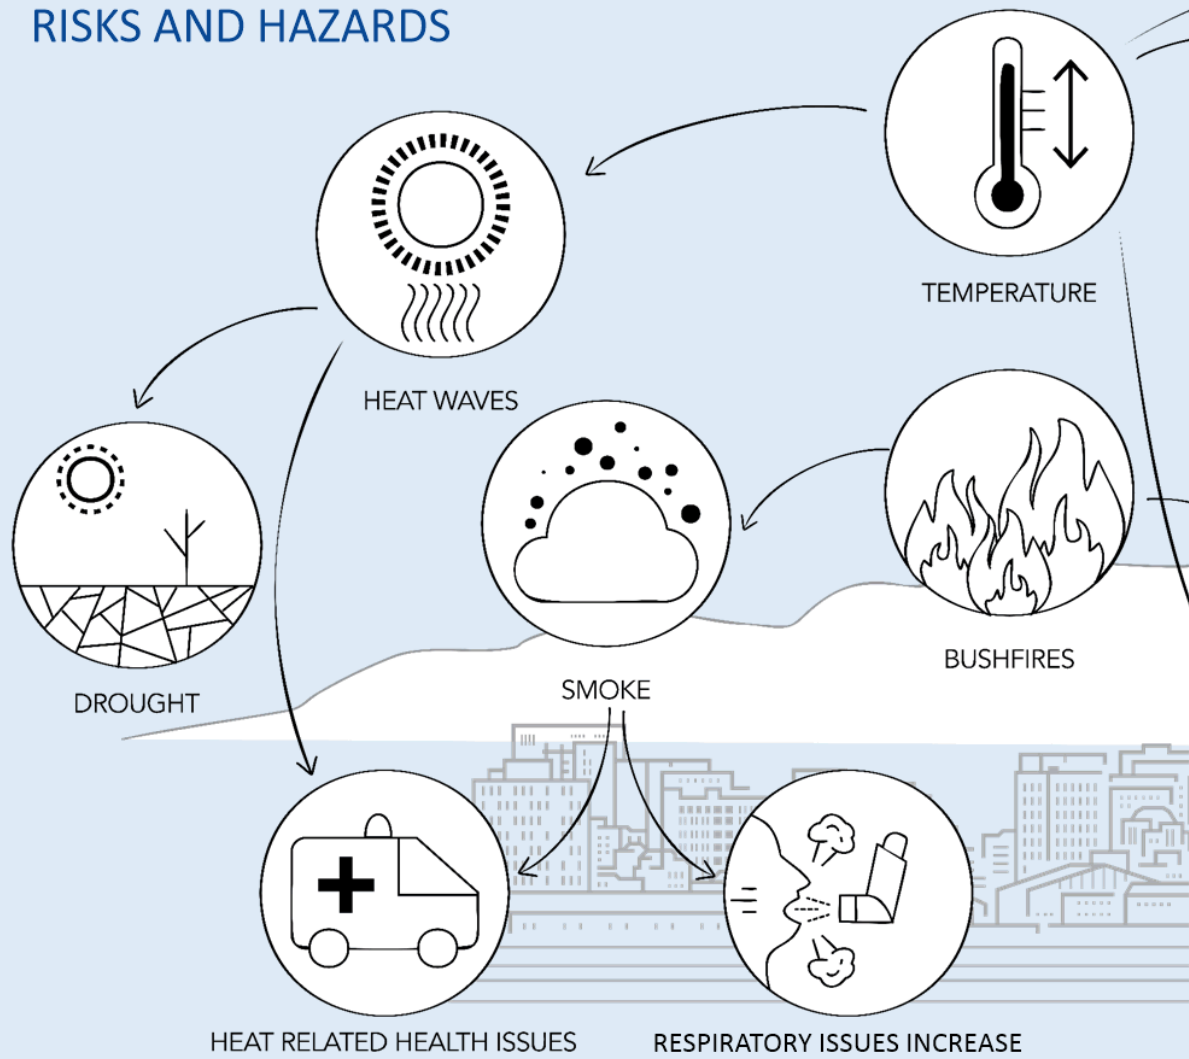 RISKS AND HAZARDS
TEMPERATURE
HEAT WAVES
BUSHFIRES
SMOKE
DROUGHT
HEAT RELATED HEALTH ISSUES
RESPIRATORY ISSUES INCREASE